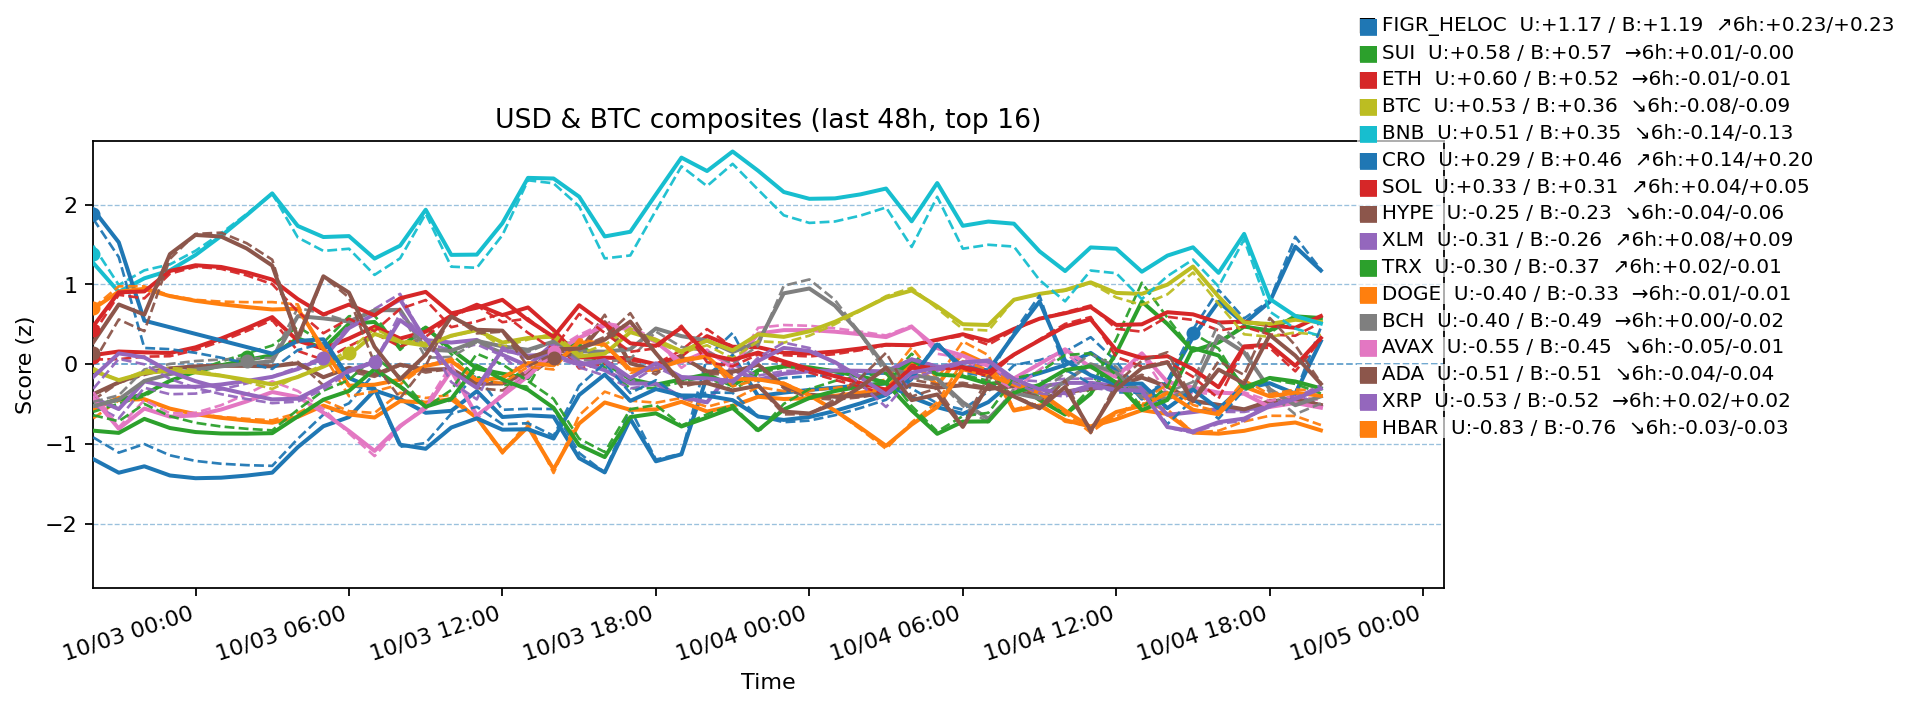 FIGR_HELOC  U:+1.17 / B:+1.19  ↗6h:+0.23/+0.23
SUI  U:+0.58 / B:+0.57  →6h:+0.01/-0.00
ETH  U:+0.60 / B:+0.52  →6h:-0.01/-0.01
BTC  U:+0.53 / B:+0.36  ↘6h:-0.08/-0.09
BNB  U:+0.51 / B:+0.35  ↘6h:-0.14/-0.13
CRO  U:+0.29 / B:+0.46  ↗6h:+0.14/+0.20
SOL  U:+0.33 / B:+0.31  ↗6h:+0.04/+0.05
HYPE  U:-0.25 / B:-0.23  ↘6h:-0.04/-0.06
XLM  U:-0.31 / B:-0.26  ↗6h:+0.08/+0.09
TRX  U:-0.30 / B:-0.37  ↗6h:+0.02/-0.01
DOGE  U:-0.40 / B:-0.33  →6h:-0.01/-0.01
BCH  U:-0.40 / B:-0.49  →6h:+0.00/-0.02
AVAX  U:-0.55 / B:-0.45  ↘6h:-0.05/-0.01
ADA  U:-0.51 / B:-0.51  ↘6h:-0.04/-0.04
XRP  U:-0.53 / B:-0.52  →6h:+0.02/+0.02
HBAR  U:-0.83 / B:-0.76  ↘6h:-0.03/-0.03
USD & BTC composites (last 48h, top 16)
Score (z)
2
1
0
−1
−2
10/03 00:00
10/03 06:00
10/03 12:00
10/03 18:00
10/04 00:00
10/04 06:00
10/04 12:00
10/04 18:00
10/05 00:00
Time